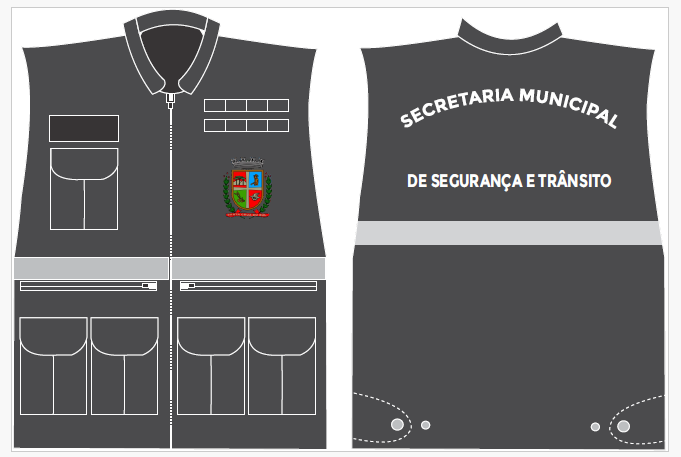 SECRETARIA MUNICIPAL
DE SEGURANÇA E TRÂNSITO